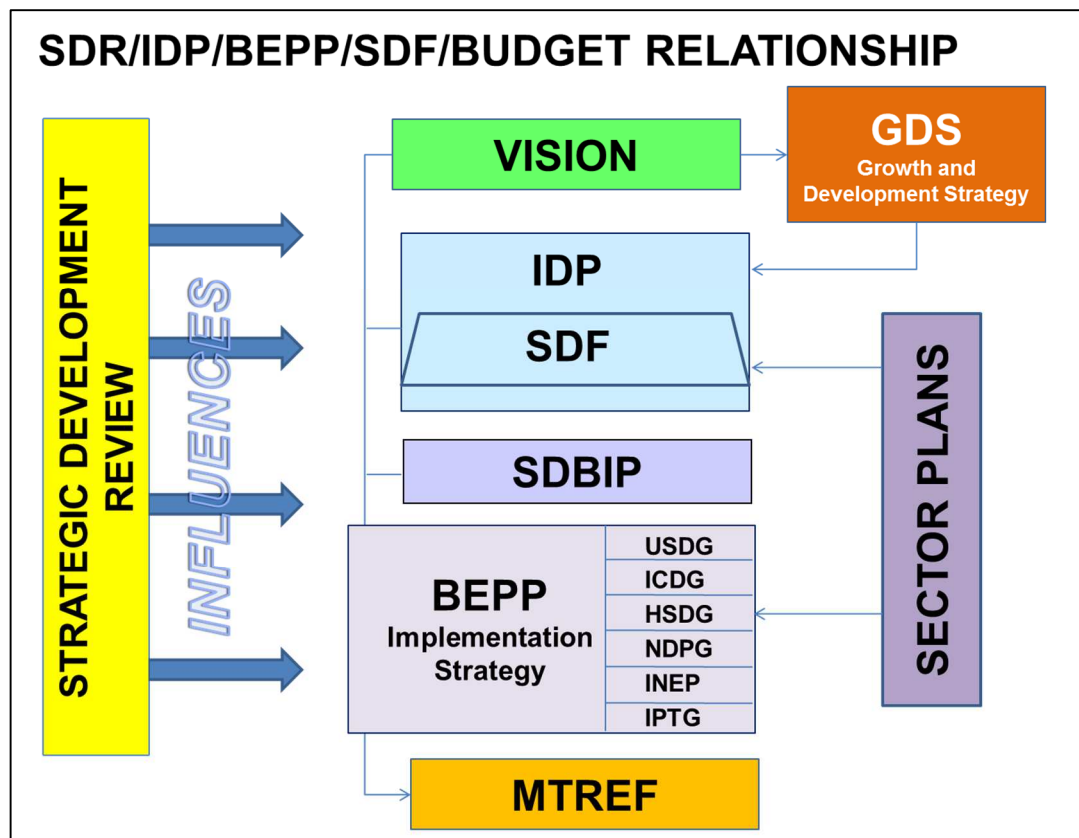 SDR/IDP/BEPP/SDF/BUDGET RELATIONSHIP
STRATEGIC DEVELOPMENT
REVIEW
INFLUENCES
VISION
GDS
Growth and
Development Strategy
IDP
SDF
SDBIP
BEPP
Implementation
Strategy
USDG
ICDG
HSDG
NDPG
INEP
IPTG
MTREF
SECTOR PLANS